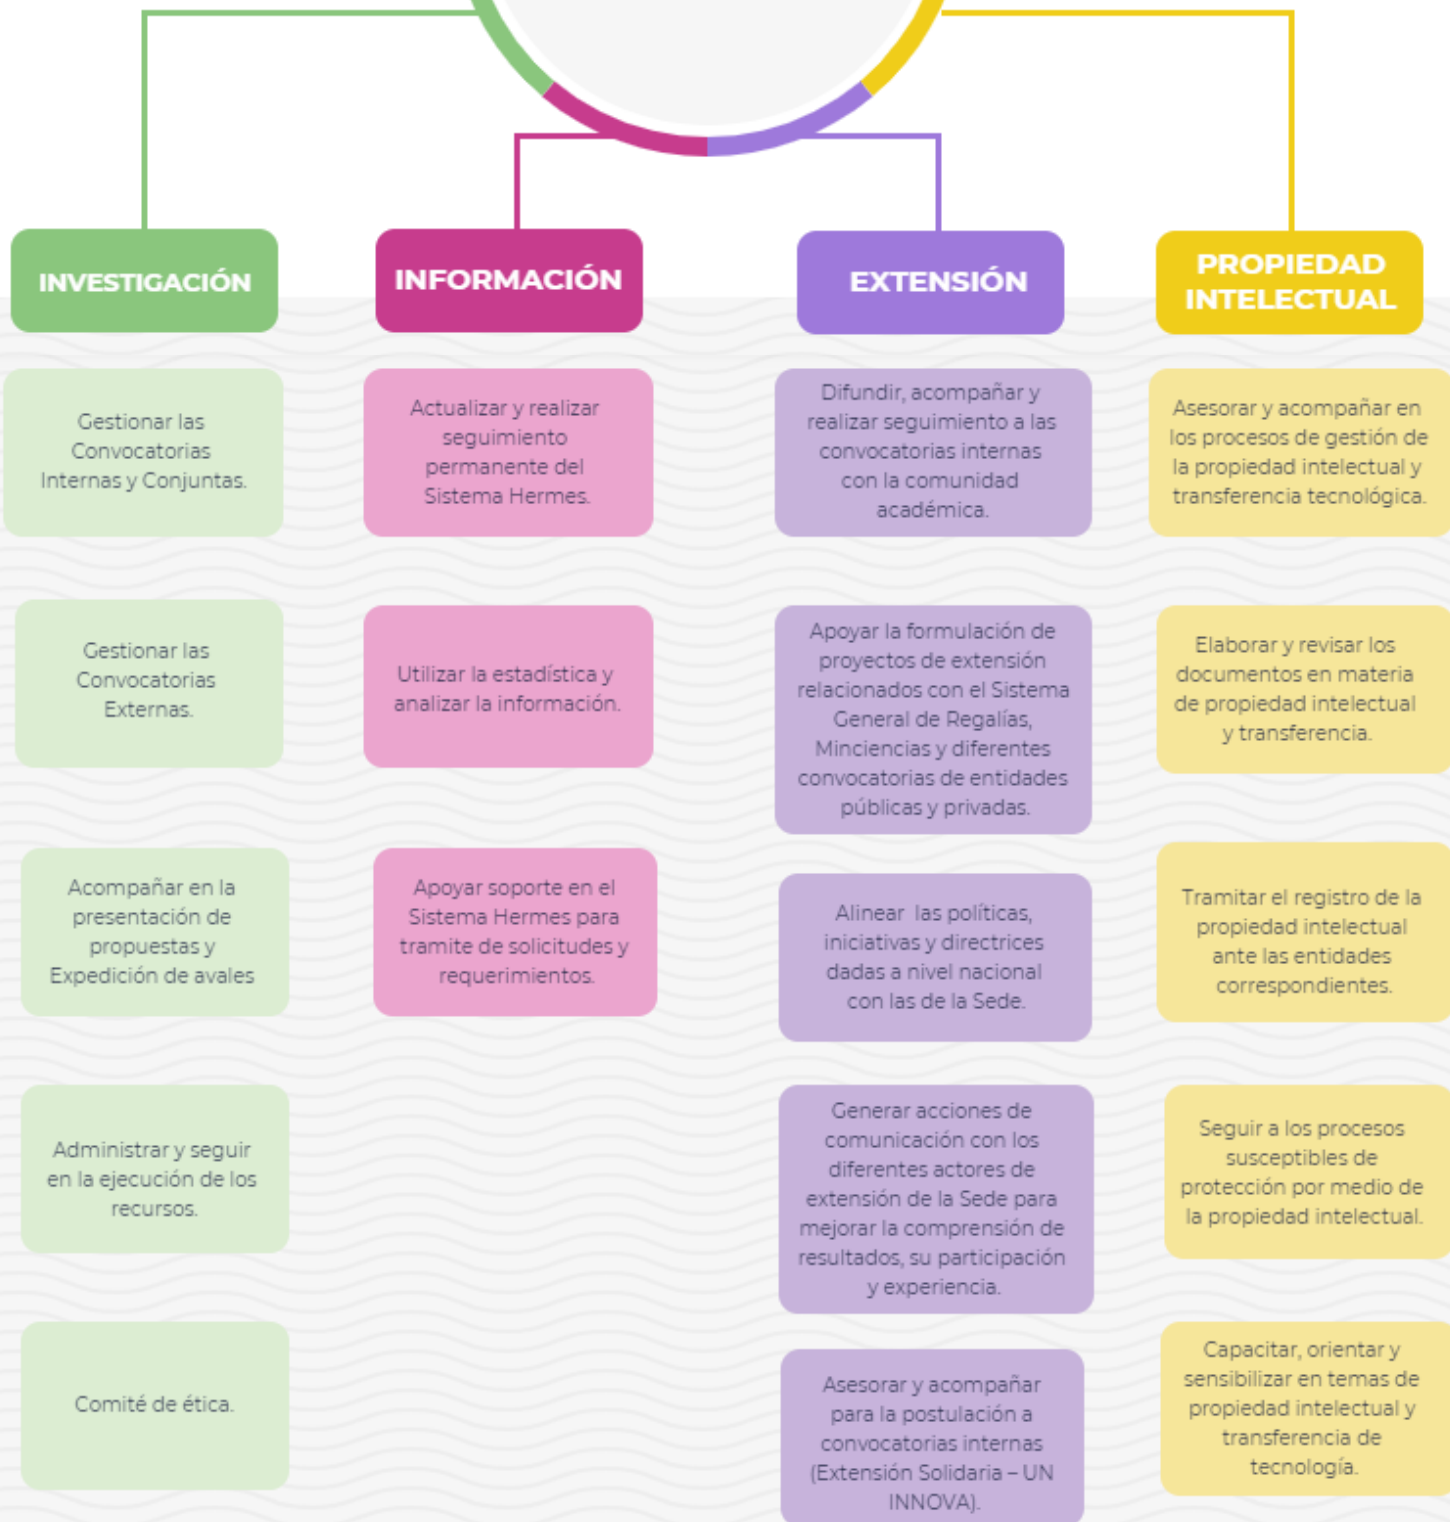 INVESTIGACIÓN
Gestionar las
Convocatorias
Internas y Conjuntas.
Gestionar las
Convocatorias
Externas.
Acompañar en la
presentación de
propuestas y
Expedición de avales
Administrar y seguir
en la ejecución de los
recursos.
Comité de ética.
INFORMACIÓN
Actualizar y realizar
seguimiento
permanente del
Sistema Hermes.
Utilizar la estadística y
analizar la información.
Apoyar soporte en el
Sistema Hermes para
tramite de solicitudes y
requerimientos.
EXTENSIÓN
Difundir, acompañar y
realizar seguimiento a las
convocatorias internas
con la comunidad
académica.
Apoyar la formulación de
proyectos de extensión
relacionados con el Sistema
General de Regalías,
Minciencias y diferentes
convocatorias de entidades
públicas y privadas.
Alinear las políticas,
iniciativas y directrices
dadas a nivel nacional
con las de la Sede.
Generar acciones de
comunicación con los
diferentes actores de
extensión de la Sede para
mejorar la comprensión de
resultados, su participación
y experiencia.
Asesorar y acompañar
para la postulación a
convocatorias internas
(Extensión Solidaria – UN
INNOVA).
PROPIEDAD
INTELECTUAL
Asesorar y acompañar en
los procesos de gestión de
la propiedad intelectual y
transferencia tecnológica.
Elaborar y revisar los
documentos en materia
de propiedad intelectual
y transferencia.
Tramitar el registro de la
propiedad intelectual
ante las entidades
correspondientes.
Seguir a los procesos
susceptibles de
protección por medio de
la propiedad intelectual.
Capacitar, orientar y
sensibilizar en temas de
propiedad intelectual y
transferencia de
tecnología.